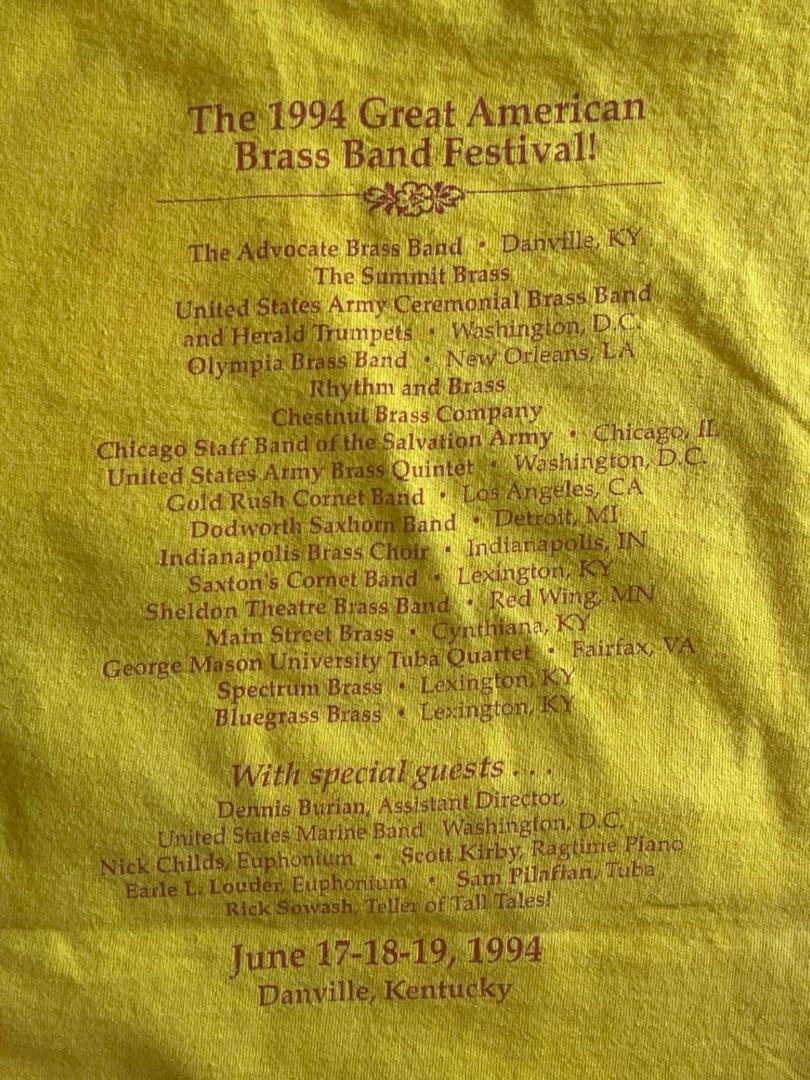 The 1994 Great American
Brass Band Festival!
The Advocate Brass Band • Danville, KY
The Summit Brass
United States Army Ceremonial Brass Band
and Herald Trumpets • Washington, D.C.
Olympia Brass Band • New Orleans, LA
Rhythm and Brass
Chestnut Brass Company
Chicago Staff Band of the Salvation Army • Chicago, IL
United States Army Brass Quintet • Washington, D.C.
Gold Rush Cornet Band • Los Angeles, CA
Dodworth Saxhorn Band • Detroit, MI
Indianapolis Brass Choir • Indianapolis, IN
Saxton's Cornet Band • Lexington, KY
Sheldon Theatre Brass Band • Red Wing, MN
Main Street Brass • Cynthiana, KY
George Mason University Tuba Quartet • Fairfax, VA
Spectrum Brass • Lexington, KY
Bluegrass Brass • Lexington, KY
With special guests . . .
Dennis Burian, Assistant Director,
United States Marine Band Washington, D.C.
Nick Childs, Euphonium • Scott Kirby, Ragtime Piano
Earle L. Louder, Euphonium • Sam Pilafian, Tuba
Rick Sowash, Teller of Tall Tales!
June 17-18-19, 1994
Danville, Kentucky